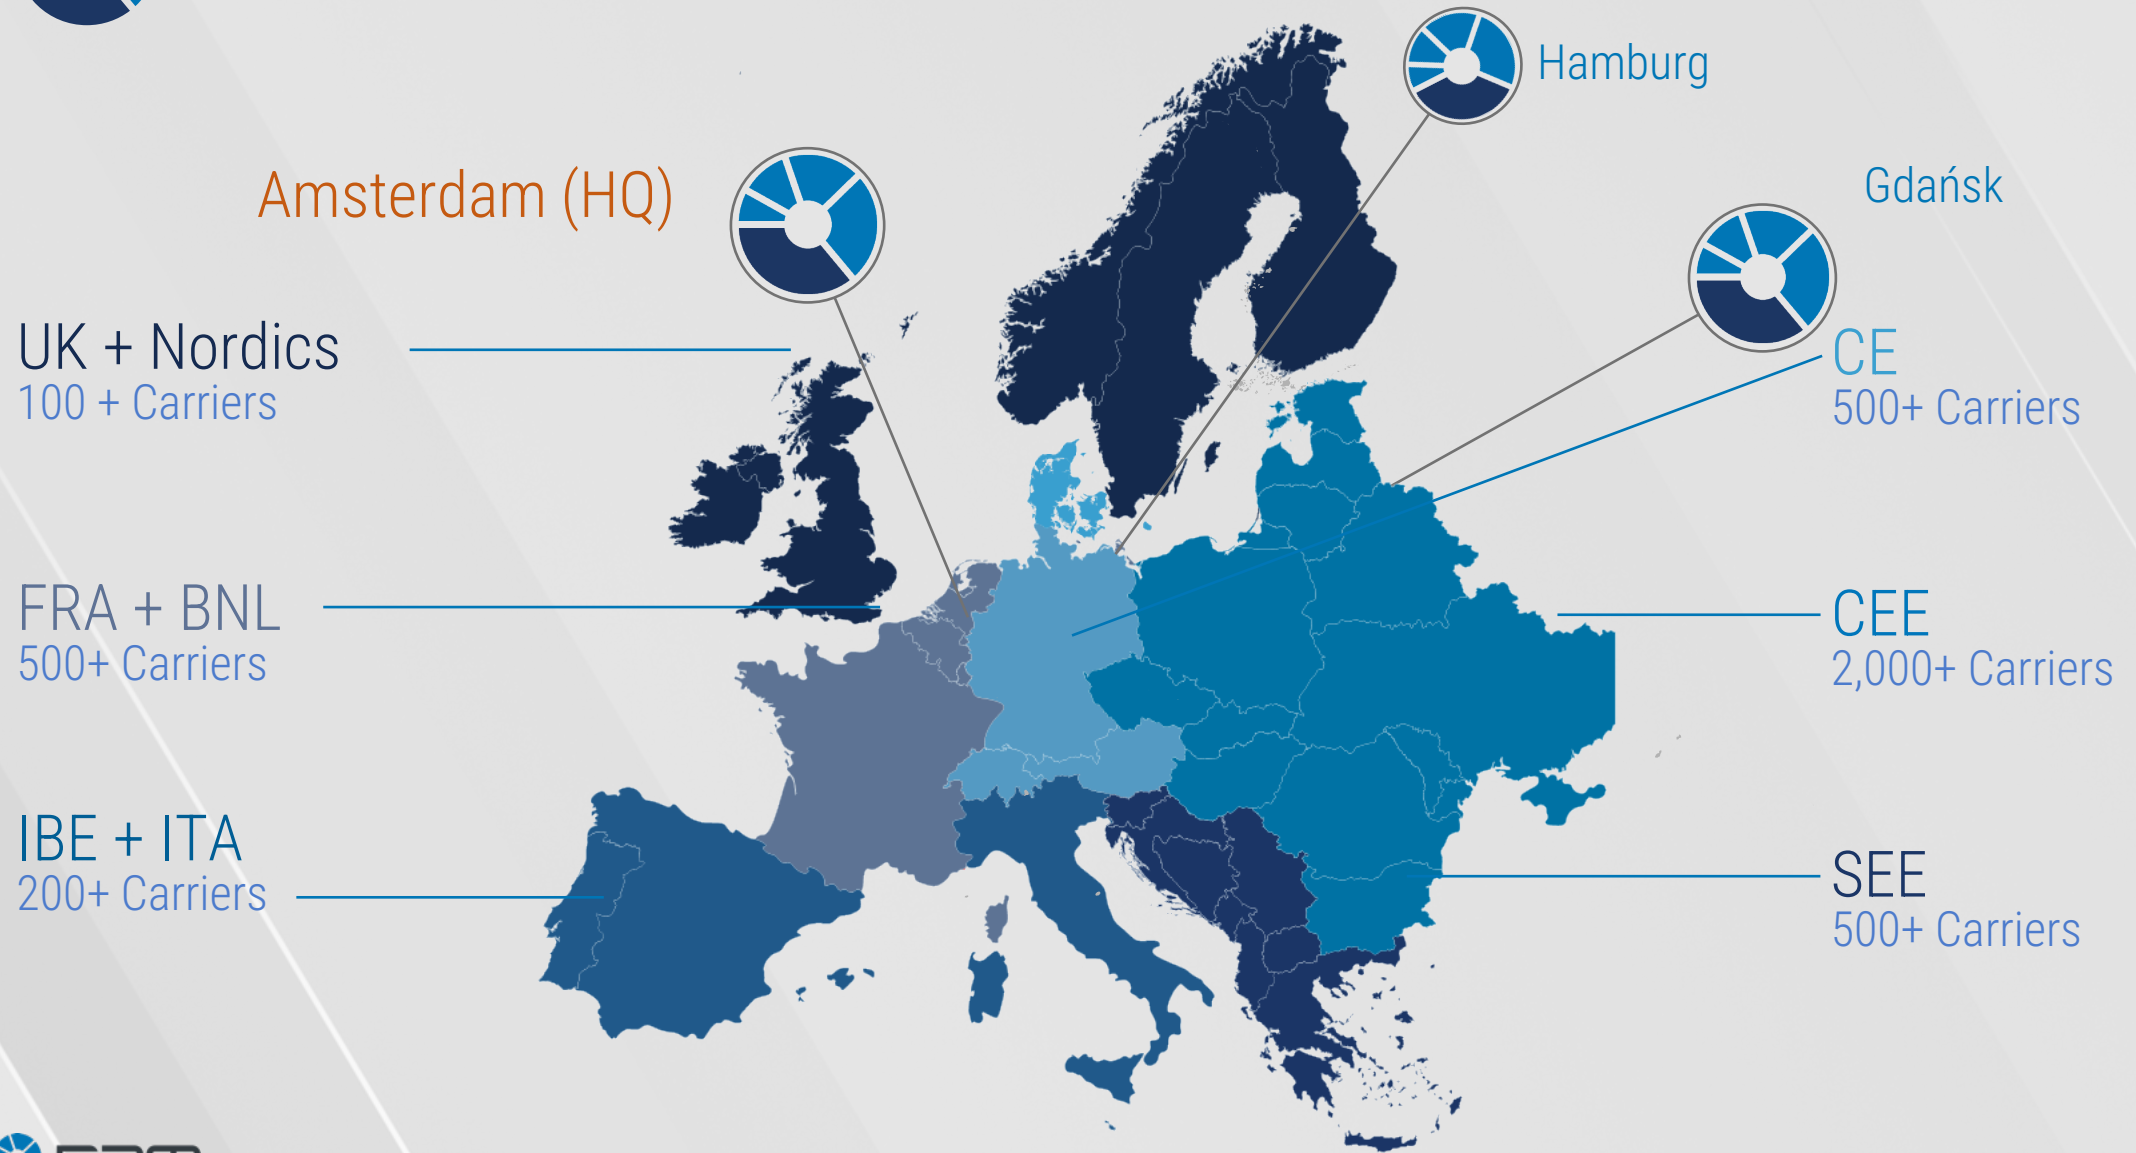 Hamburg
Amsterdam (HQ)
Gdańsk
UK + Nordics
100 + Carriers
CE
500+ Carriers
FRA + BNL
500+ Carriers
CEE
2,000+ Carriers
IBE + ITA
200+ Carriers
SEE
500+ Carriers